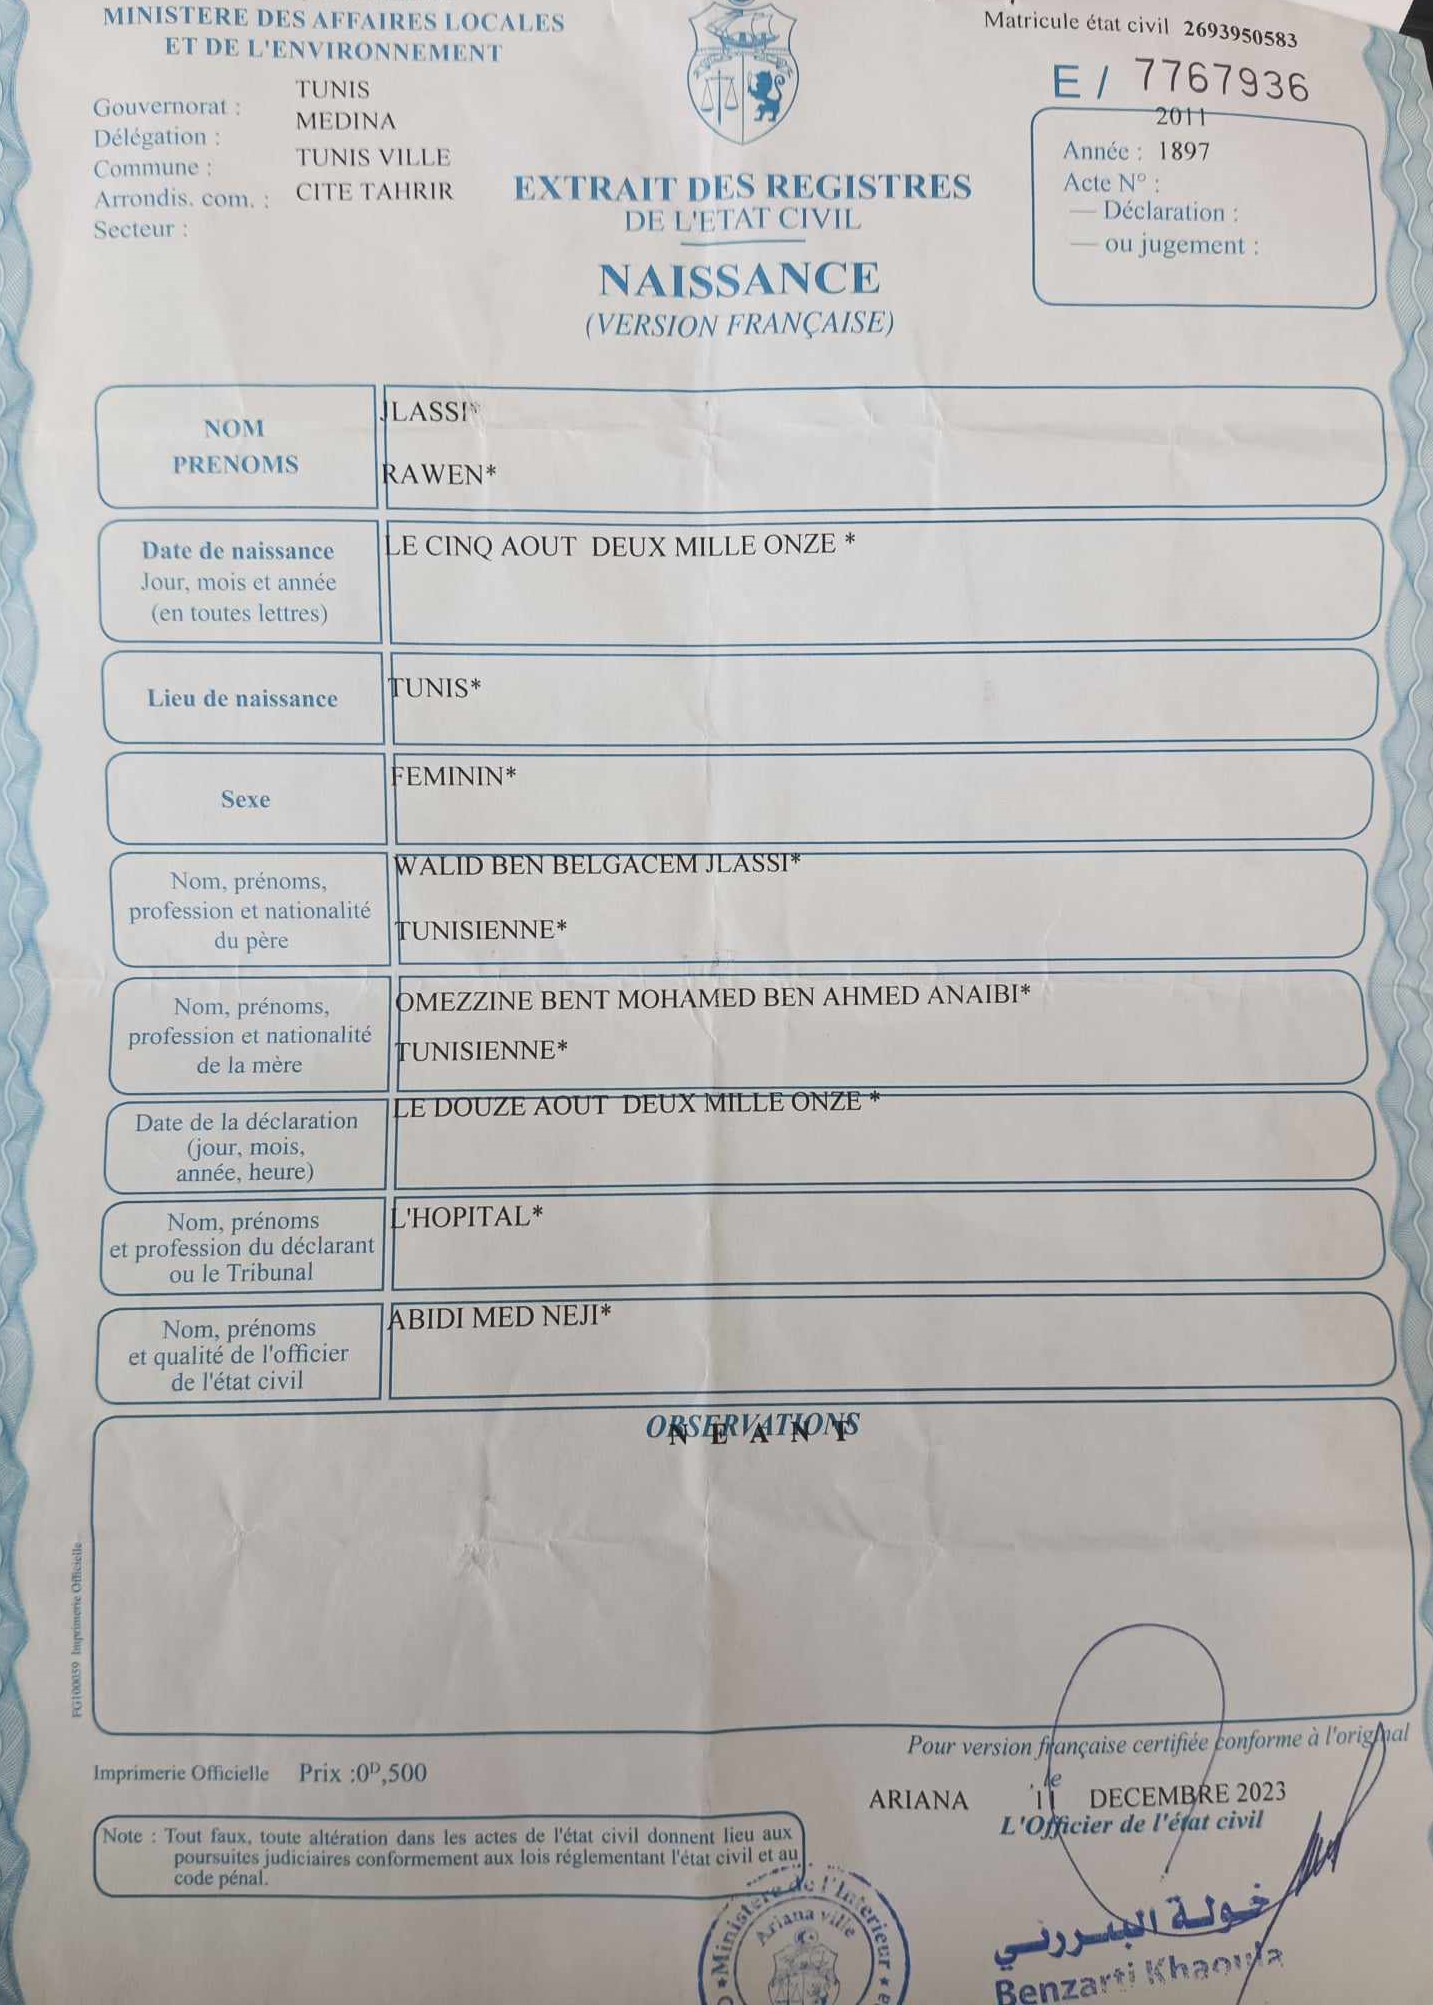 MINISTERE DES AFFAIRES LOCALES
ET DE L'ENVIRONNEMENT
Gouvernorat : TUNIS
Délégation : MEDINA
Commune : TUNIS VILLE
Arrondis. com. : CITE TAHRIR
Secteur :
Matricule état civil 2693950583
E / 7767936
2011
Année : 1897
Acte N° :
— Déclaration :
— ou jugement :
EXTRAIT DES REGISTRES
DE L'ETAT CIVIL
NAISSANCE
(VERSION FRANÇAISE)
NOM JLASSI*
PRENOMS RAWEN*
Date de naissance LE CINQ AOUT DEUX MILLE ONZE *
Jour, mois et année
(en toutes lettres)
Lieu de naissance TUNIS*
Sexe FEMININ*
Nom, prénoms, WALID BEN BELGACEM JLASSI*
profession et nationalité
du père TUNISIENNE*
Nom, prénoms, OMEZZINE BENT MOHAMED BEN AHMED ANAIBI*
profession et nationalité
de la mère TUNISIENNE*
Date de la déclaration LE DOUZE AOUT DEUX MILLE ONZE *
(jour, mois,
année, heure)
Nom, prénoms L'HOPITAL*
et profession du déclarant
ou le Tribunal
Nom, prénoms ABIDI MED NEJI*
et qualité de l'officier
de l'état civil
OBSERVATIONS
N E A N T
FG100059 Imprimerie Officielle
Pour version française certifiée conforme à l'original
Imprimerie Officielle Prix :0ᴰ,500
ARIANA le 11 DECEMBRE 2023
L'Officier de l'état civil
Note : Tout faux, toute altération dans les actes de l'état civil donnent lieu aux
poursuites judiciaires conformement aux lois réglementant l'état civil et au
code pénal.
Ministère de l'Interieur
Ariana ville
خولة البنزرتي
Benzarti Khaoula